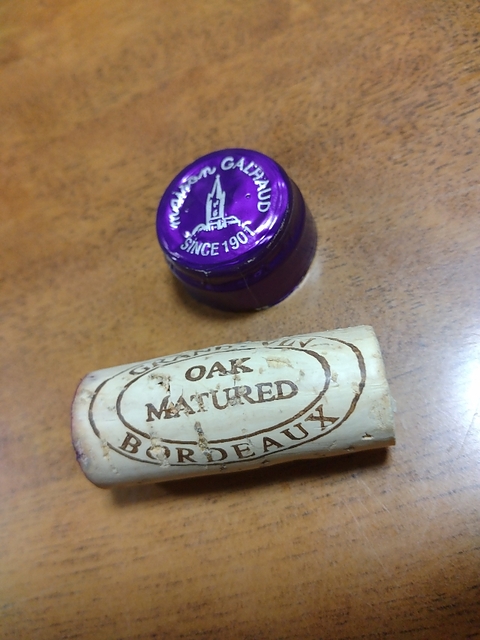 maison GALHAUD
SINCE 1901
OAK
MATURED
BORDEAUX